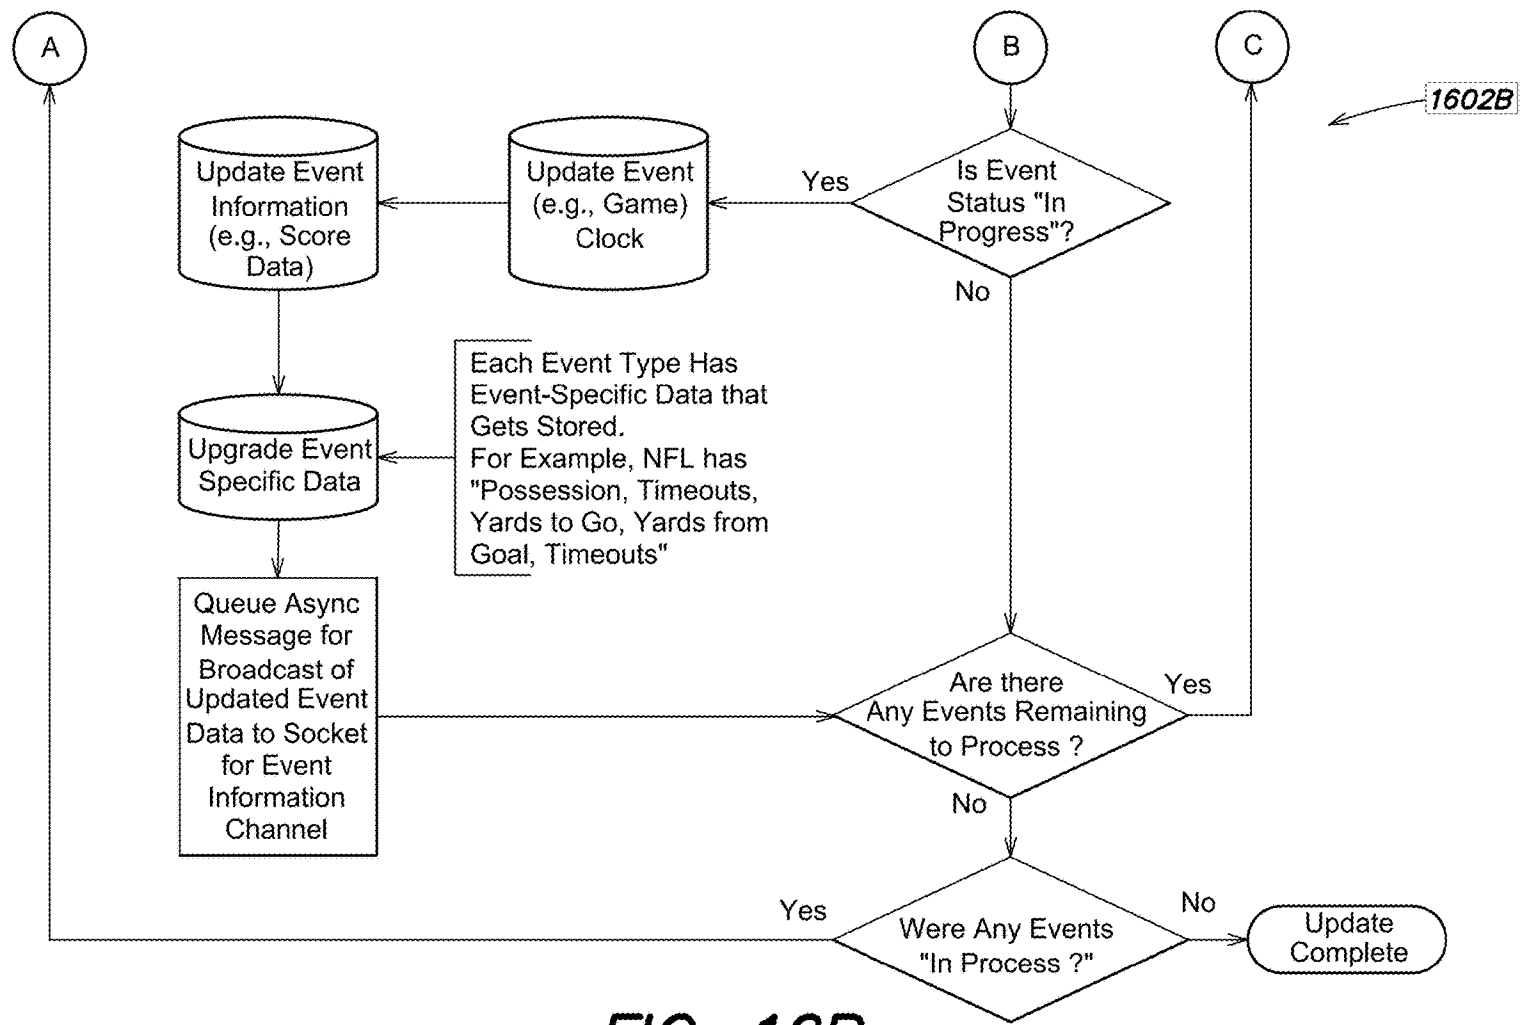 A
B
C
1602B
Update Event
Information
(e.g., Score
Data)
Update Event
(e.g., Game)
Clock
Yes
Is Event
Status "In
Progress"?
No
Each Event Type Has
Event-Specific Data that
Gets Stored.
For Example, NFL has
"Possession, Timeouts,
Yards to Go, Yards from
Goal, Timeouts"
Upgrade Event
Specific Data
Queue Async
Message for
Broadcast of
Updated Event
Data to Socket
for Event
Information
Channel
Are there
Any Events Remaining
to Process ?
Yes
No
Yes
Were Any Events
"In Process ?"
No
Update
Complete